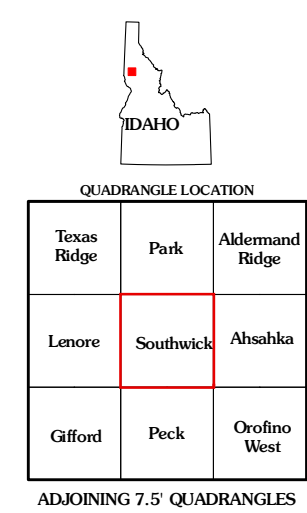 IDAHO
QUADRANGLE LOCATION
Texas
Ridge
Park
Aldermand
Ridge
Lenore
Southwick
Ahsahka
Gifford
Peck
Orofino
West
ADJOINING 7.5' QUADRANGLES